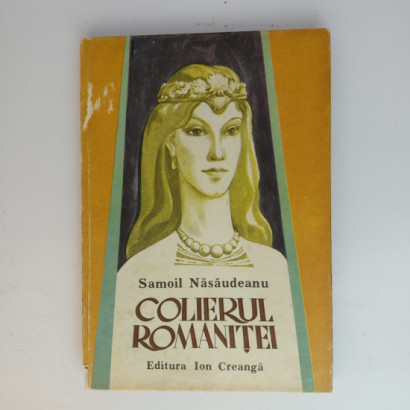 Samoil Năsăudeanu
COLIERUL
ROMANIȚEI
Editura Ion Creangă